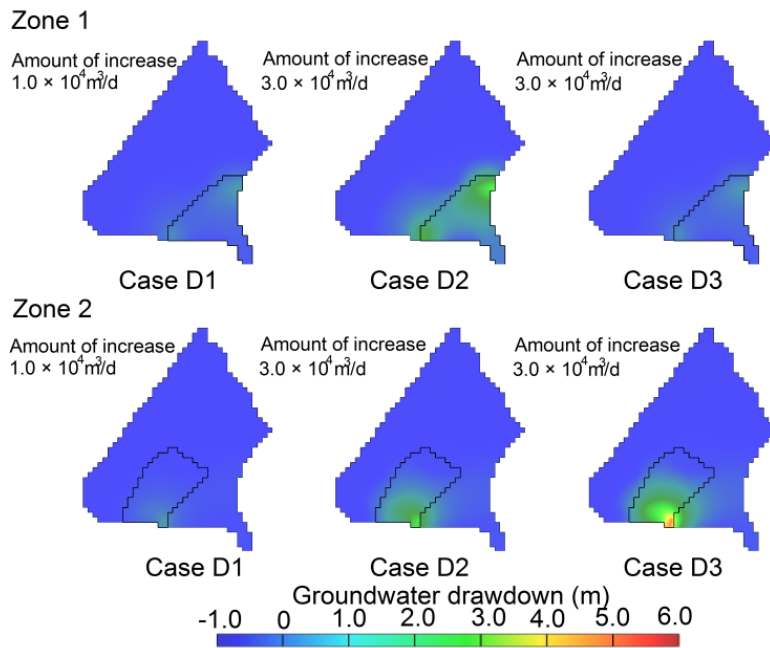 Zone 1
Amount of increase
1.0 × 10⁴m³/d
Amount of increase
3.0 × 10⁴m³/d
Amount of increase
3.0 × 10⁴m³/d
Case D1
Case D2
Case D3
Zone 2
Amount of increase
1.0 × 10⁴m³/d
Amount of increase
3.0 × 10⁴m³/d
Amount of increase
3.0 × 10⁴m³/d
Case D1
Case D2
Case D3
Groundwater drawdown (m)
-1.0 0 1.0 2.0 3.0 4.0 5.0 6.0